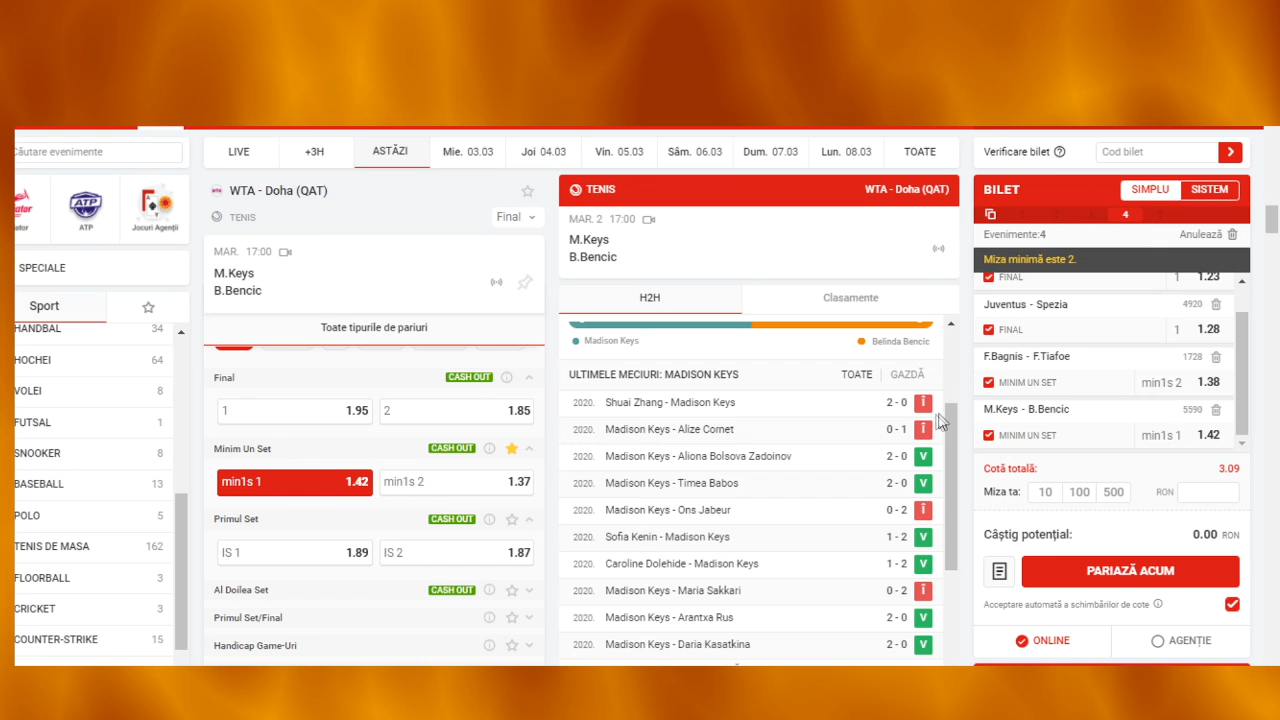 Căutare evenimente
LIVE
+3H
ASTĂZI
Mie. 03.03
Joi 04.03
Vin. 05.03
Sâm. 06.03
Dum. 07.03
Lun. 08.03
TOATE
Verificare bilet
Cod bilet
ator
ATP
ATP
Jocuri Agenții
SPECIALE
Sport
HANDBAL 34
HOCHEI 64
VOLEI 8
FUTSAL 1
SNOOKER 8
BASEBALL 13
POLO 5
TENIS DE MASA 162
FLOORBALL 3
CRICKET 3
COUNTER-STRIKE 15
WTA - Doha (QAT)
TENIS
Final
MAR. 17:00
M.Keys
B.Bencic
Toate tipurile de pariuri
Final CASH OUT
1 1.95 2 1.85
Minim Un Set CASH OUT
min1s 1 1.42 min1s 2 1.37
Primul Set CASH OUT
IS 1 1.89 IS 2 1.87
Al Doilea Set CASH OUT
Primul Set/Final
Handicap Game-Uri
TENIS WTA - Doha (QAT)
MAR. 2 17:00
M.Keys
B.Bencic
H2H Clasamente
Madison Keys Belinda Bencic
ULTIMELE MECIURI: MADISON KEYS TOATE GAZDĂ
2020. Shuai Zhang - Madison Keys 2 - 0 Î
2020. Madison Keys - Alize Cornet 0 - 1 Î
2020. Madison Keys - Aliona Bolsova Zadoinov 2 - 0 V
2020. Madison Keys - Timea Babos 2 - 0 V
2020. Madison Keys - Ons Jabeur 0 - 2 Î
2020. Sofia Kenin - Madison Keys 1 - 2 V
2020. Caroline Dolehide - Madison Keys 1 - 2 V
2020. Madison Keys - Maria Sakkari 0 - 2 Î
2020. Madison Keys - Arantxa Rus 2 - 0 V
2020. Madison Keys - Daria Kasatkina 2 - 0 V
BILET SIMPLU SISTEM
4
Evenimente:4 Anulează
Miza minimă este 2.
FINAL 1 1.23
Juventus - Spezia 4920
FINAL 1 1.28
F.Bagnis - F.Tiafoe 1728
MINIM UN SET min1s 2 1.38
M.Keys - B.Bencic 5590
MINIM UN SET min1s 1 1.42
Cotă totală: 3.09
Miza ta: 10 100 500 RON
Câștig potențial: 0.00 RON
PARIAZĂ ACUM
Acceptare automată a schimbărilor de cote
ONLINE AGENȚIE